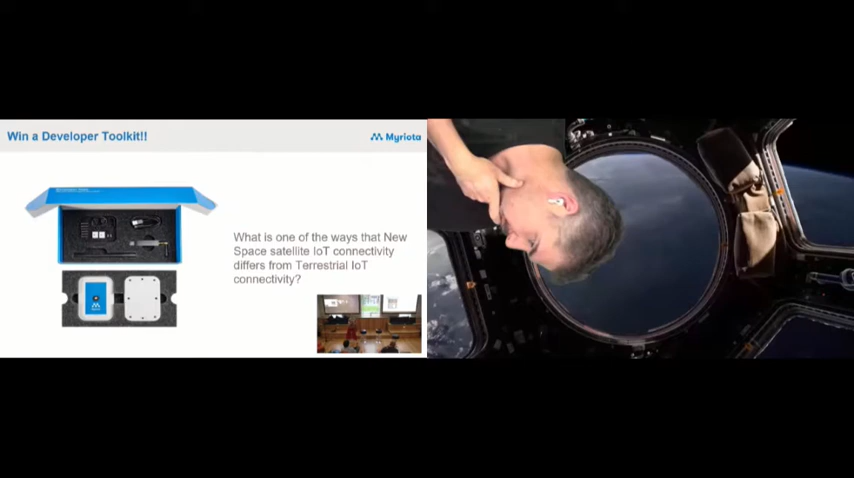 Win a Developer Toolkit!!
Myriota
What is one of the ways that New
Space satellite IoT connectivity
differs from Terrestrial IoT
connectivity?